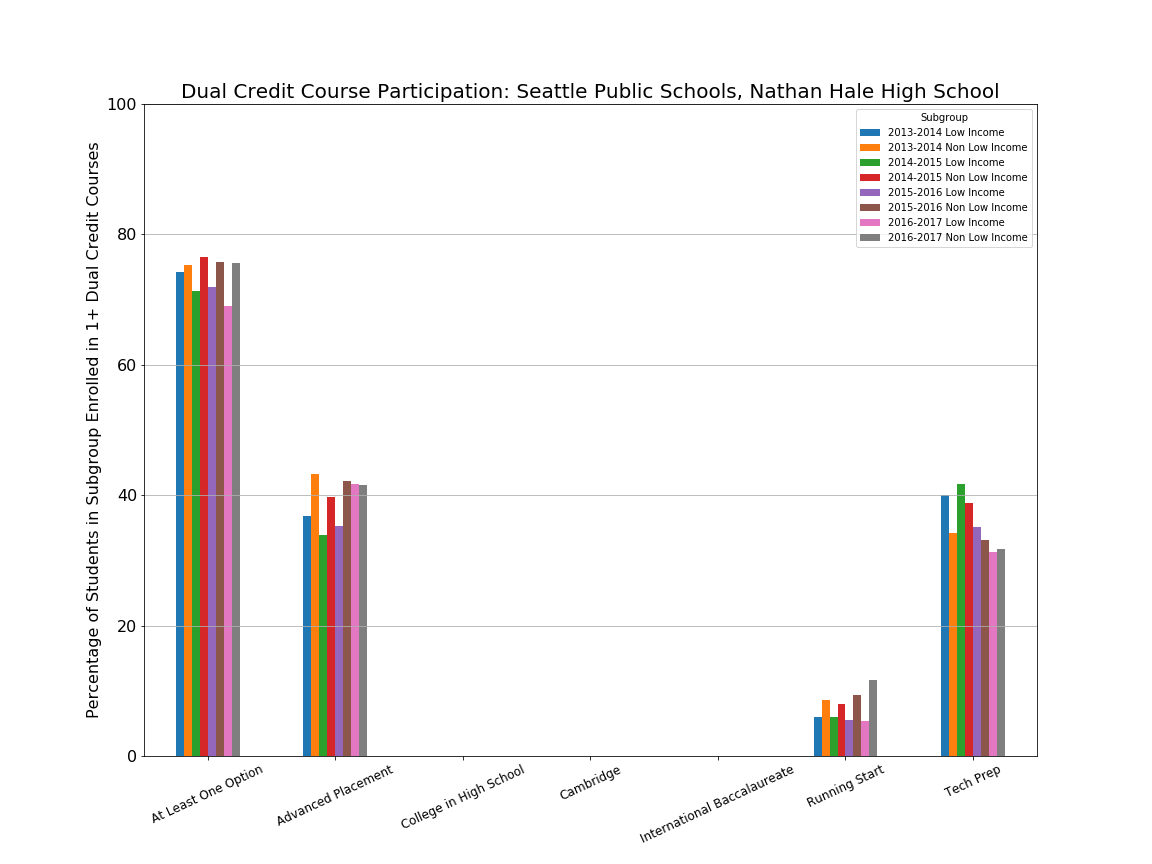 Dual Credit Course Participation: Seattle Public Schools, Nathan Hale High School
Percentage of Students in Subgroup Enrolled in 1+ Dual Credit Courses
100
80
60
40
20
0
Subgroup
2013-2014 Low Income
2013-2014 Non Low Income
2014-2015 Low Income
2014-2015 Non Low Income
2015-2016 Low Income
2015-2016 Non Low Income
2016-2017 Low Income
2016-2017 Non Low Income
At Least One Option
Advanced Placement
College in High School
Cambridge
International Baccalaureate
Running Start
Tech Prep